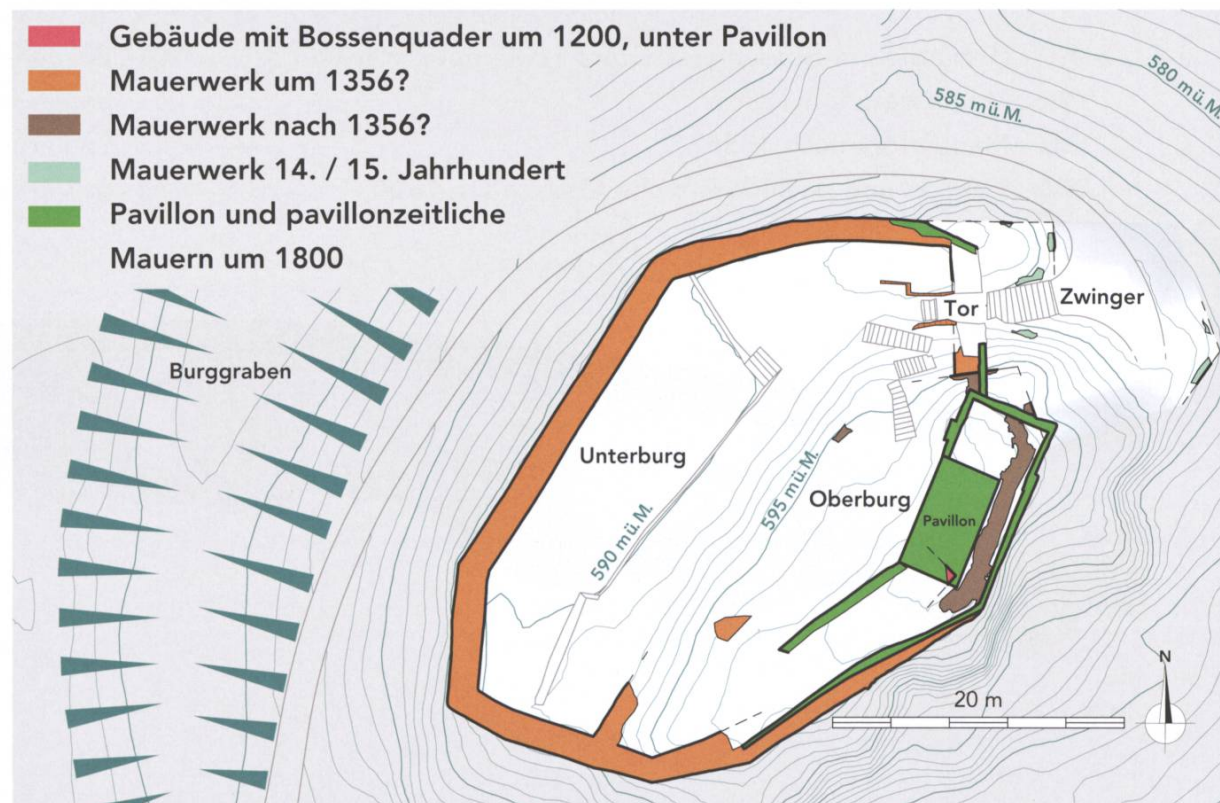 Gebäude mit Bossenquader um 1200, unter Pavillon
Mauerwerk um 1356?
Mauerwerk nach 1356?
Mauerwerk 14. / 15. Jahrhundert
Pavillon und pavillonzeitliche
Mauern um 1800
580 mü.M.
585 mü.M.
Zwinger
Tor
Burggraben
Unterburg
595 mü.M.
Oberburg
Pavillon
590 mü.M.
N
20 m